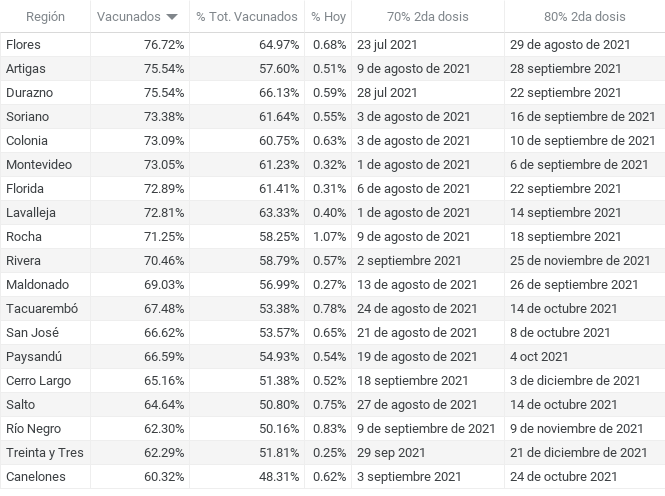 Región Vacunados % Tot. Vacunados % Hoy 70% 2da dosis 80% 2da dosis
Flores 76.72% 64.97% 0.68% 23 jul 2021 29 de agosto de 2021
Artigas 75.54% 57.60% 0.51% 9 de agosto de 2021 28 septiembre 2021
Durazno 75.54% 66.13% 0.59% 28 jul 2021 22 septiembre 2021
Soriano 73.38% 61.64% 0.55% 3 de agosto de 2021 16 de septiembre de 2021
Colonia 73.09% 60.75% 0.63% 3 de agosto de 2021 10 de septiembre de 2021
Montevideo 73.05% 61.23% 0.32% 1 de agosto de 2021 6 de septiembre de 2021
Florida 72.89% 61.41% 0.31% 6 de agosto de 2021 22 septiembre 2021
Lavalleja 72.81% 63.33% 0.40% 1 de agosto de 2021 14 septiembre 2021
Rocha 71.25% 58.25% 1.07% 9 de agosto de 2021 18 septiembre 2021
Rivera 70.46% 58.79% 0.57% 2 septiembre 2021 25 de noviembre de 2021
Maldonado 69.03% 56.99% 0.27% 13 de agosto de 2021 26 de septiembre 2021
Tacuarembó 67.48% 53.38% 0.78% 24 de agosto de 2021 14 de octubre 2021
San José 66.62% 53.57% 0.65% 21 de agosto de 2021 8 de octubre 2021
Paysandú 66.59% 54.93% 0.54% 19 de agosto de 2021 4 oct 2021
Cerro Largo 65.16% 51.38% 0.52% 18 septiembre 2021 3 de diciembre de 2021
Salto 64.64% 50.80% 0.75% 27 de agosto de 2021 14 de octubre 2021
Río Negro 62.30% 50.16% 0.83% 9 de septiembre de 2021 9 de noviembre de 2021
Treinta y Tres 62.29% 51.81% 0.25% 29 sep 2021 21 de diciembre de 2021
Canelones 60.32% 48.31% 0.62% 3 septiembre 2021 24 de octubre 2021